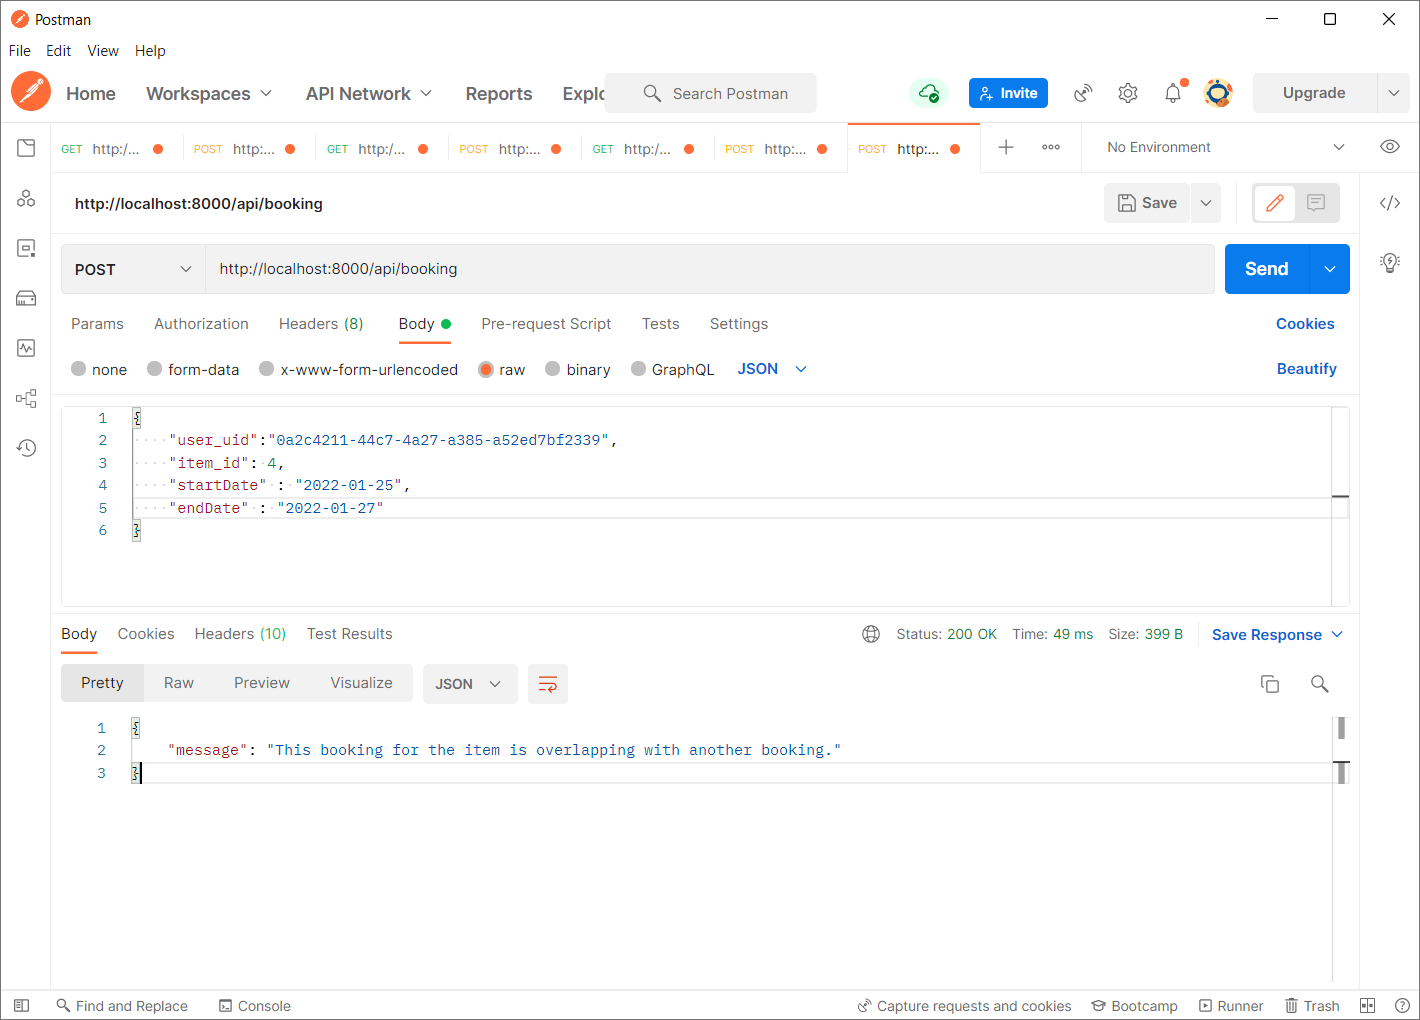 Postman
File Edit View Help
Home Workspaces API Network Reports Explo Search Postman Invite Upgrade
GET http:/... POST http:... GET http:/... POST http:... GET http:/... POST http:... POST http:... No Environment
http://localhost:8000/api/booking Save
POST http://localhost:8000/api/booking Send
Params Authorization Headers (8) Body Pre-request Script Tests Settings Cookies
none form-data x-www-form-urlencoded raw binary GraphQL JSON Beautify
1 {
2 "user_uid":"0a2c4211-44c7-4a27-a385-a52ed7bf2339",
3 "item_id": 4,
4 "startDate" : "2022-01-25",
5 "endDate" : "2022-01-27"
6 }
Body Cookies Headers (10) Test Results Status: 200 OK Time: 49 ms Size: 399 B Save Response
Pretty Raw Preview Visualize JSON
1 {
2 "message": "This booking for the item is overlapping with another booking."
3 }
Find and Replace Console Capture requests and cookies Bootcamp Runner Trash